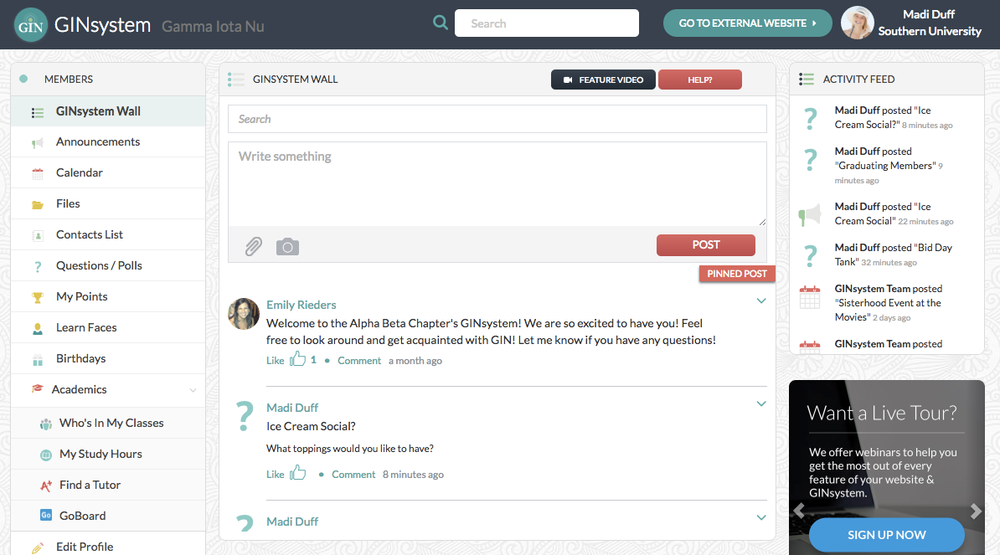 GIN GINsystem Gamma Iota Nu
Search
GO TO EXTERNAL WEBSITE
Madi Duff
Southern University
MEMBERS
GINsystem Wall
Announcements
Calendar
Files
Contacts List
Questions / Polls
My Points
Learn Faces
Birthdays
Academics
Who's In My Classes
My Study Hours
Find a Tutor
Go GoBoard
Edit Profile
GINSYSTEM WALL
FEATURE VIDEO
HELP?
Search
Write something
POST
PINNED POST
Emily Rieders
Welcome to the Alpha Beta Chapter's GINsystem! We are so excited to have you! Feel
free to look around and get acquainted with GIN! Let me know if you have any questions!
Like 1 • Comment a month ago
Madi Duff
Ice Cream Social?
What toppings would you like to have?
Like • Comment 8 minutes ago
Madi Duff
ACTIVITY FEED
Madi Duff posted "Ice
Cream Social?" 8 minutes ago
Madi Duff posted
"Graduating Members" 9
minutes ago
Madi Duff posted "Ice
Cream Social" 22 minutes ago
Madi Duff posted "Bid Day
Tank" 32 minutes ago
GINsystem Team posted
"Sisterhood Event at the
Movies" 2 days ago
GINsystem Team posted
Want a Live Tour?
We offer webinars to help you
get the most out of every
feature of your website &
GINsystem.
SIGN UP NOW